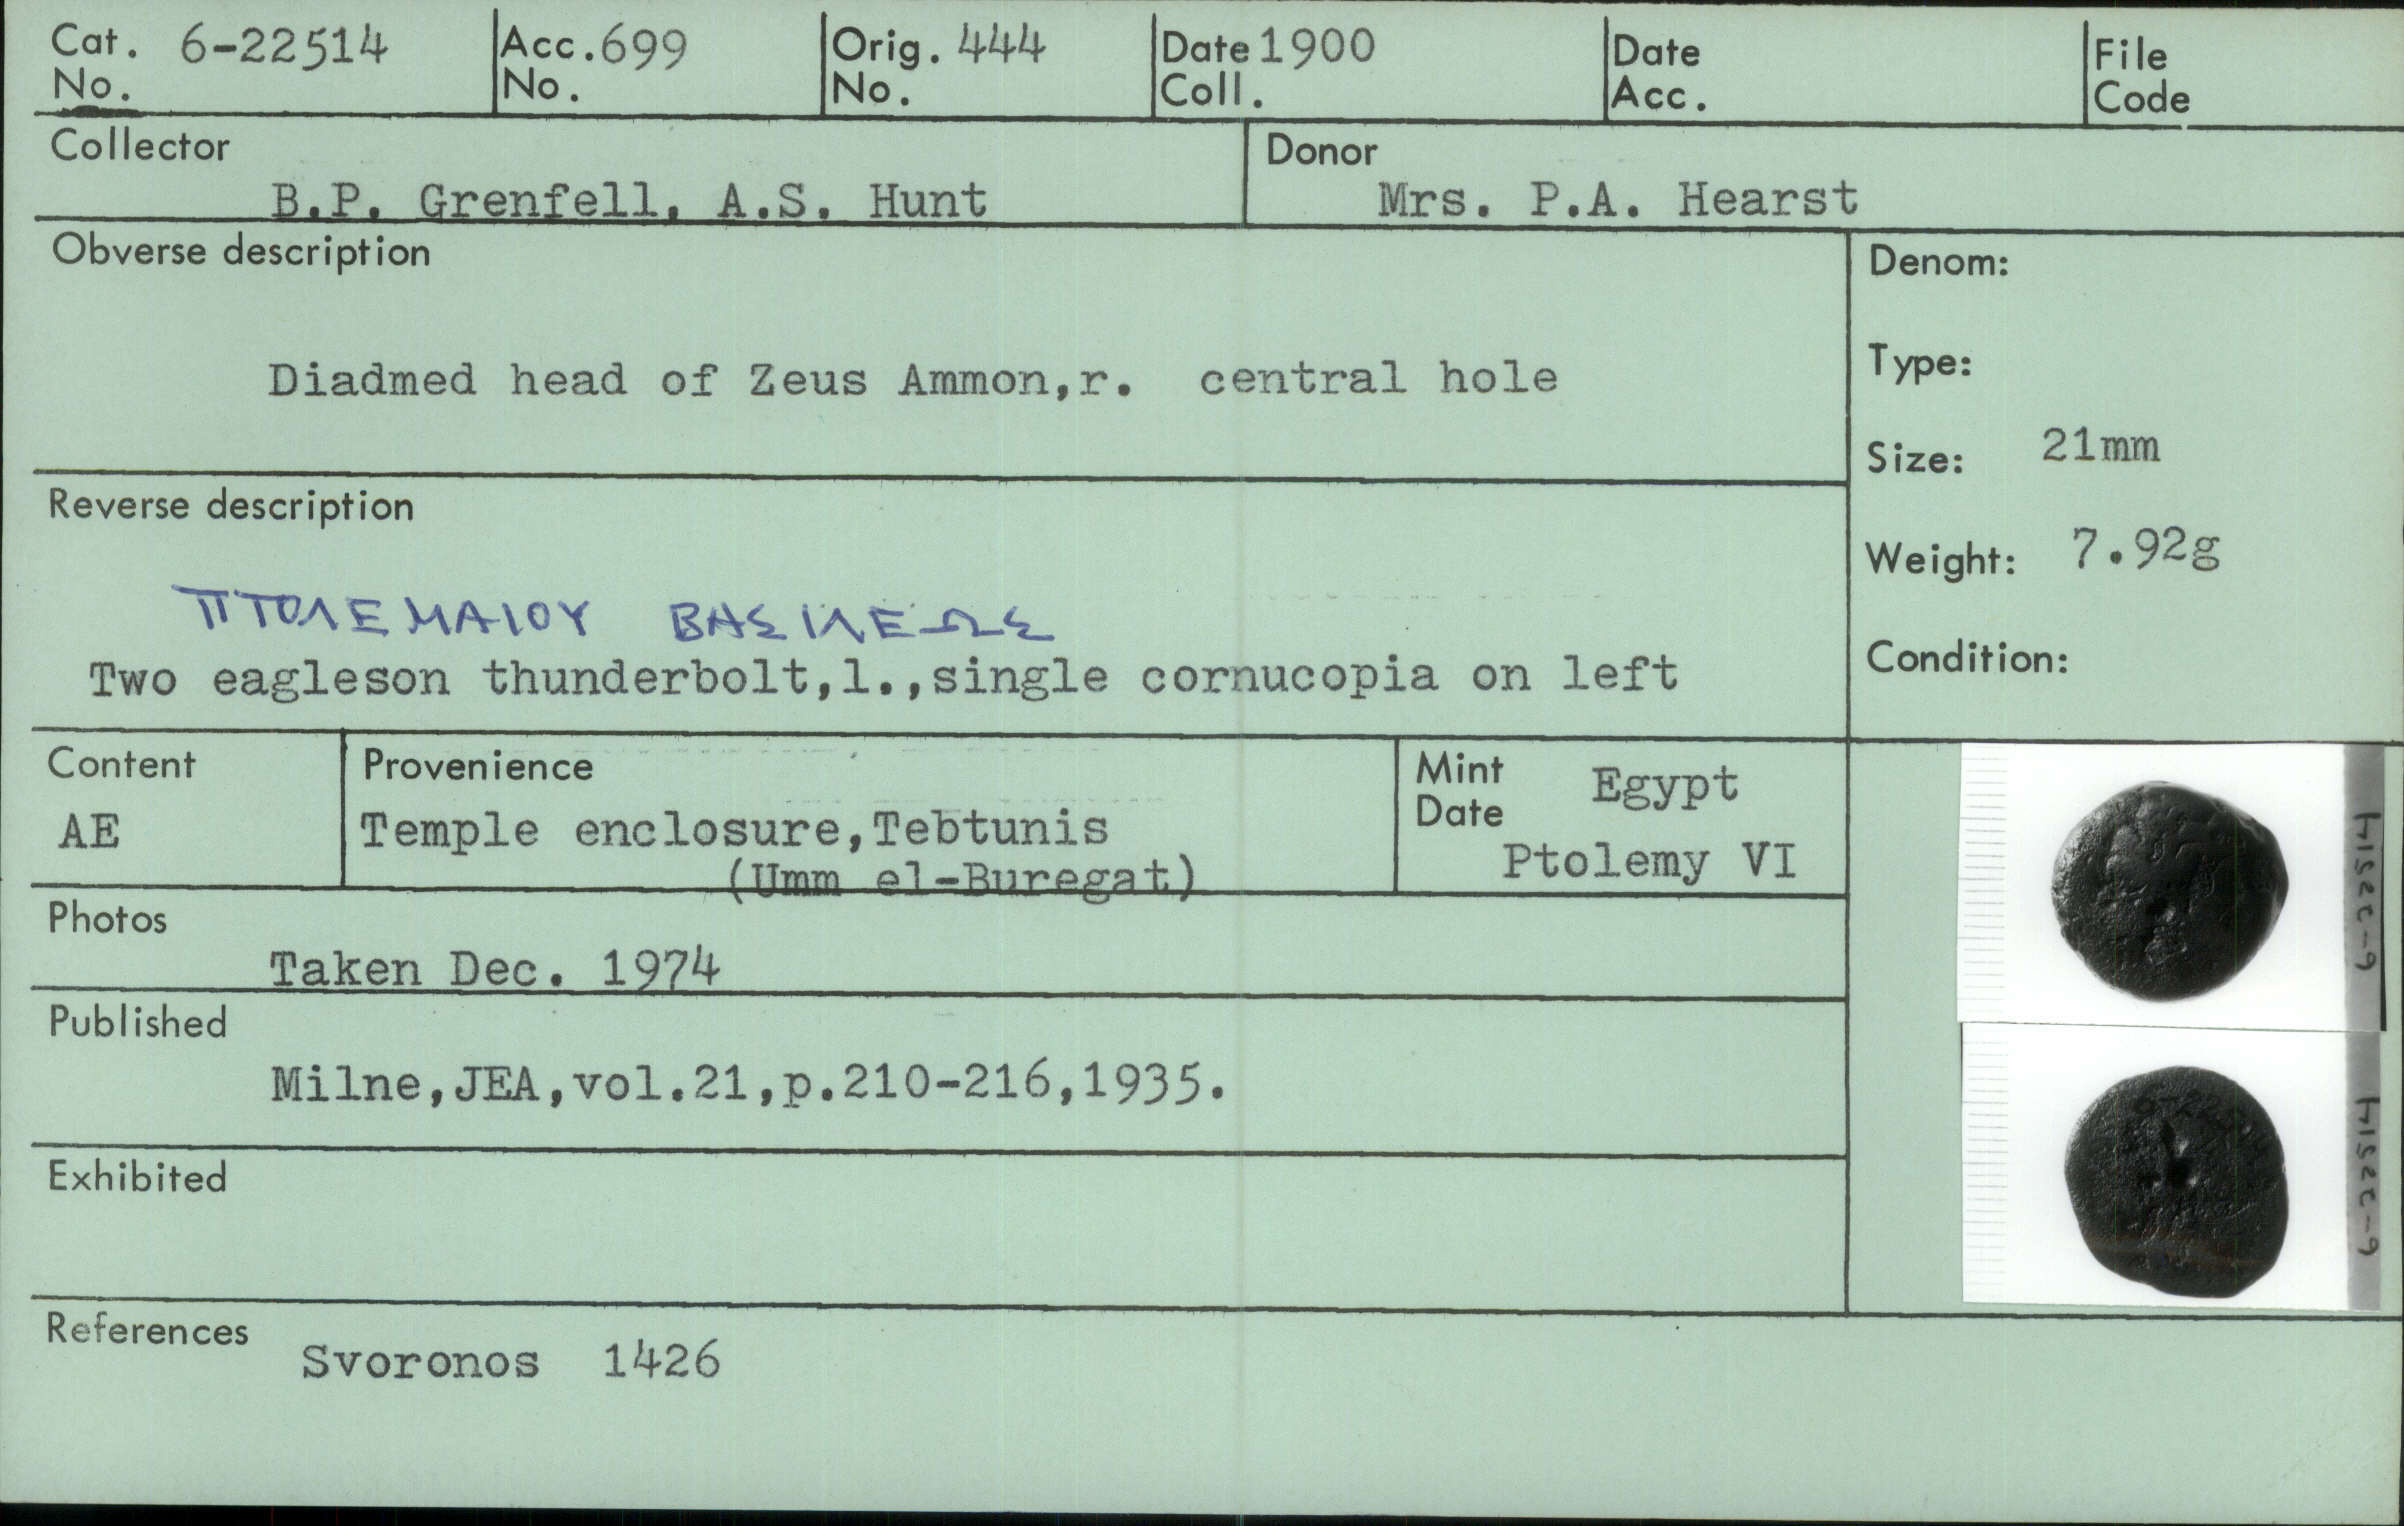 Cat. No. 6-22514
Acc. No. 699
Orig. No. 444
Date Coll. 1900
Date Acc.
File Code
Collector
B.P. Grenfell, A.S. Hunt
Donor
Mrs. P.A. Hearst
Obverse description
Diadmed head of Zeus Ammon,r. central hole
Denom:
Type:
Size: 21mm
Weight: 7.92g
Condition:
Reverse description
ΠΤΟΛΕΜΑΙΟΥ ΒΑΣΙΛΕΩΣ
Two eagleson thunderbolt,l.,single cornucopia on left
Content
AE
Provenience
Temple enclosure,Tebtunis
(Umm el-Buregat)
Mint Date
Egypt
Ptolemy VI
Photos
Taken Dec. 1974
Published
Milne,JEA,vol.21,p.210-216,1935.
Exhibited
References
Svoronos 1426
6-22514
6-22514